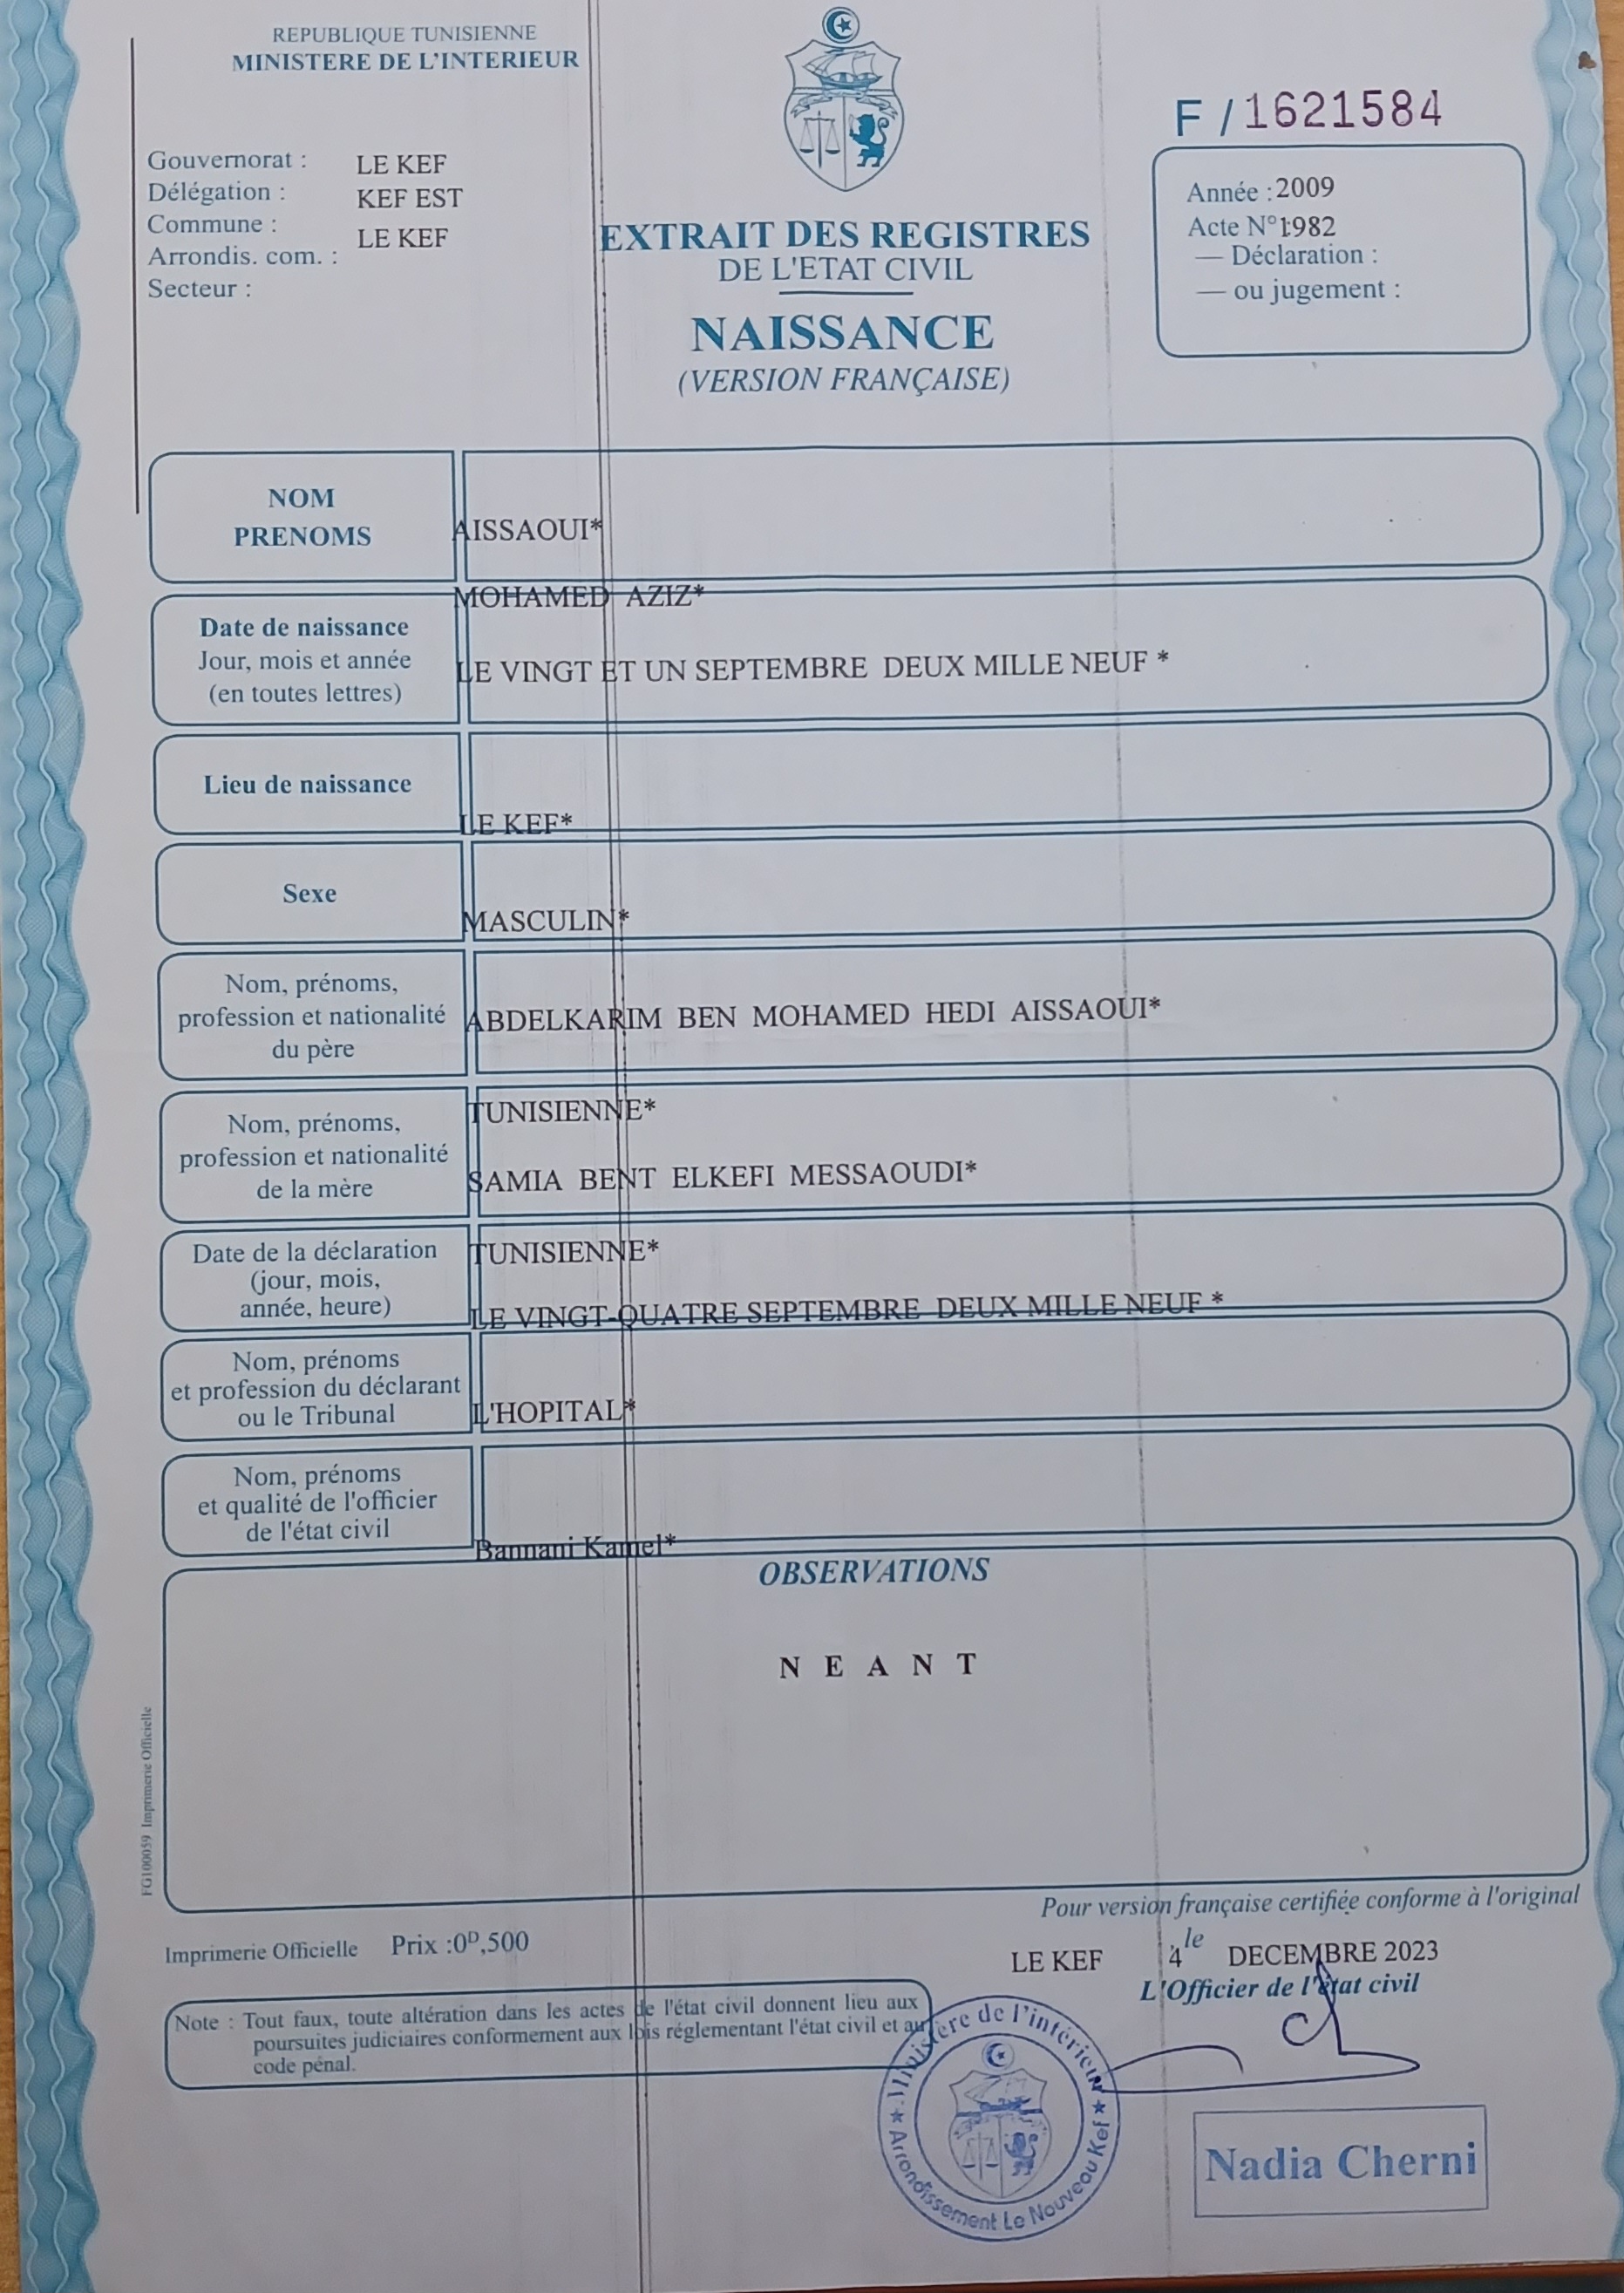 REPUBLIQUE TUNISIENNE
MINISTERE DE L'INTERIEUR
F / 1621584
Gouvernorat : LE KEF
Délégation : KEF EST
Commune : LE KEF
Arrondis. com. :
Secteur :
EXTRAIT DES REGISTRES
DE L'ETAT CIVIL
NAISSANCE
(VERSION FRANÇAISE)
Année : 2009
Acte N° 1982
— Déclaration :
— ou jugement :
NOM
PRENOMS
AISSAOUI*
MOHAMED AZIZ*
Date de naissance
Jour, mois et année
(en toutes lettres)
LE VINGT ET UN SEPTEMBRE DEUX MILLE NEUF *
Lieu de naissance
LE KEF*
Sexe
MASCULIN*
Nom, prénoms,
profession et nationalité
du père
ABDELKARIM BEN MOHAMED HEDI AISSAOUI*
TUNISIENNE*
Nom, prénoms,
profession et nationalité
de la mère
SAMIA BENT ELKEFI MESSAOUDI*
TUNISIENNE*
Date de la déclaration
(jour, mois,
année, heure)
LE VINGT-QUATRE SEPTEMBRE DEUX MILLE NEUF *
Nom, prénoms
et profession du déclarant
ou le Tribunal
L'HOPITAL*
Nom, prénoms
et qualité de l'officier
de l'état civil
Bannani Kamel*
OBSERVATIONS
N E A N T
FG100059 Imprimerie Officielle
Pour version française certifiée conforme à l'original
Imprimerie Officielle Prix :0ᴰ,500
LE KEF le 4 DECEMBRE 2023
L'Officier de l'état civil
Note : Tout faux, toute altération dans les actes de l'état civil donnent lieu aux
poursuites judiciaires conformement aux lois réglementant l'état civil et au
code pénal.
Ministère de l'intérieur
★ Arrondissement Le Nouveau Kef ★
Nadia Cherni